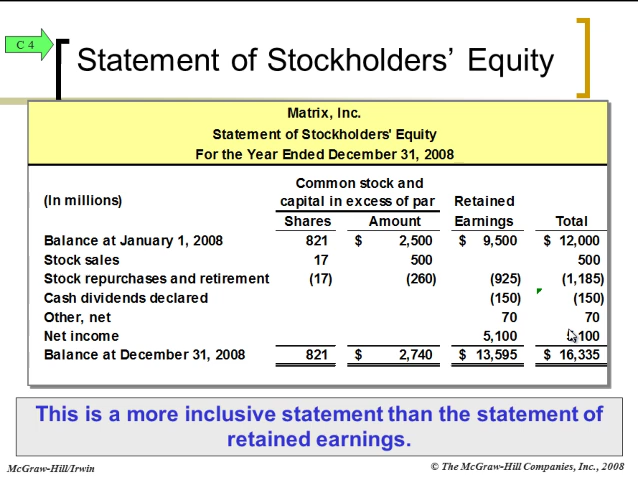 C 4
Statement of Stockholders' Equity
Matrix, Inc.
Statement of Stockholders' Equity
For the Year Ended December 31, 2008
Common stock and
(In millions) capital in excess of par Retained
Shares Amount Earnings Total
Balance at January 1, 2008 821 $ 2,500 $ 9,500 $ 12,000
Stock sales 17 500 500
Stock repurchases and retirement (17) (260) (925) (1,185)
Cash dividends declared (150) (150)
Other, net 70 70
Net income 5,100 100
Balance at December 31, 2008 821 $ 2,740 $ 13,595 $ 16,335
This is a more inclusive statement than the statement of
retained earnings.
McGraw-Hill/Irwin © The McGraw-Hill Companies, Inc., 2008